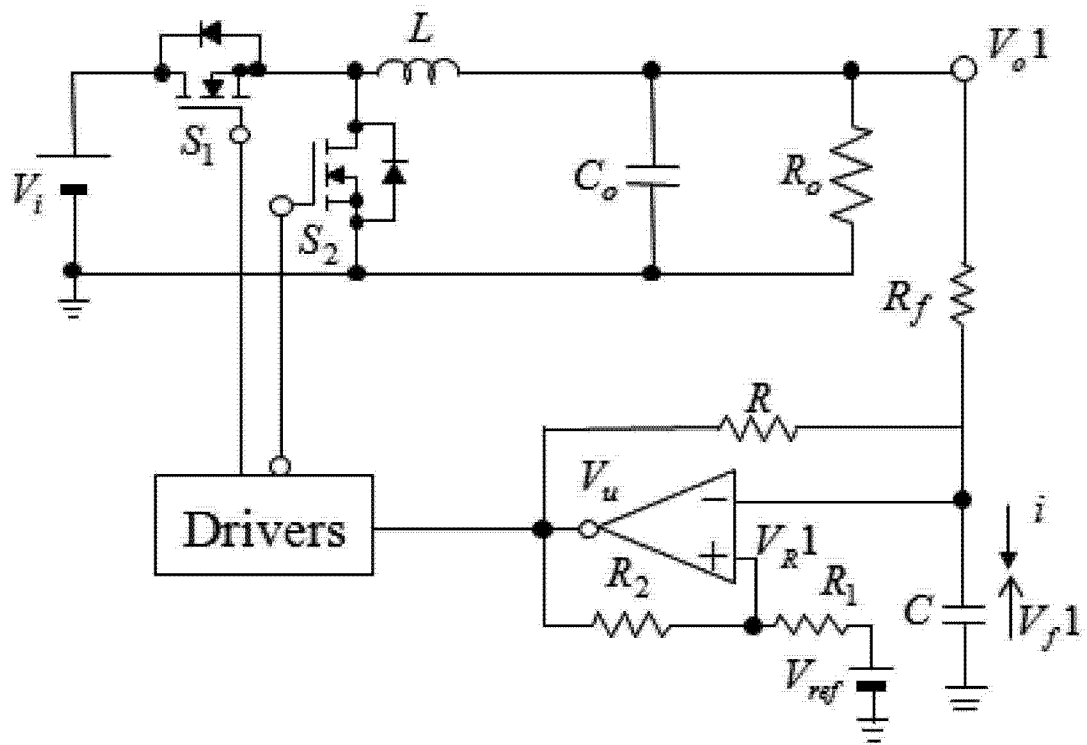 L
V_o1
S_1
V_i
S_2
C_o
R_o
R_f
R
V_u
−
+
V_R1
i
Drivers
R_2
R_1
C
V_f1
V_ref